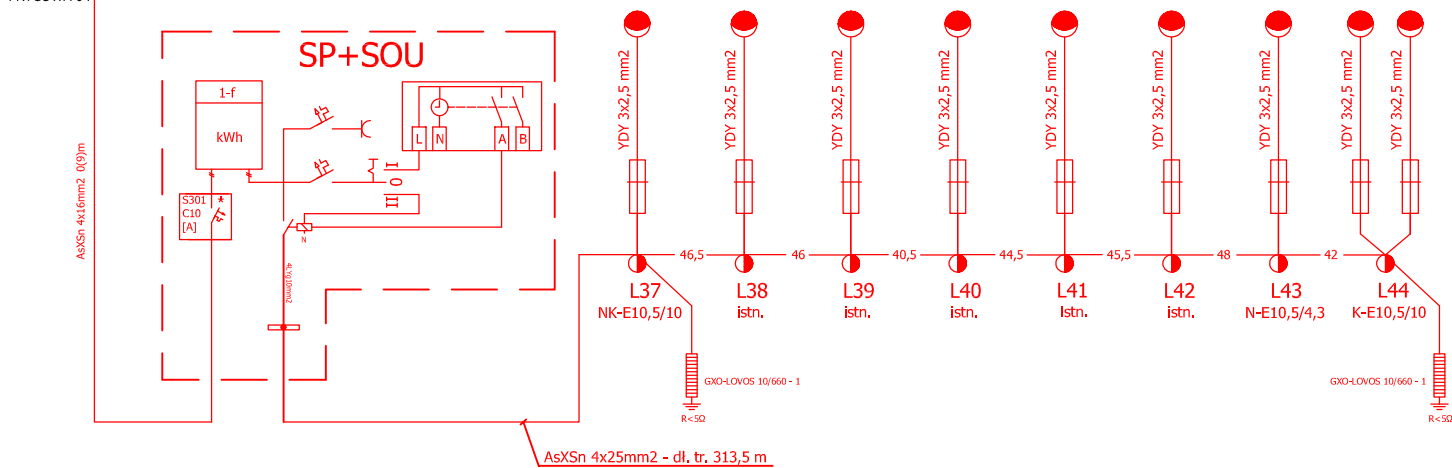 SP+SOU
1-f
kWh
S301 *
C10
[A]
L N A B
I
0
II
N
4LYg10mm2
AsXSn 4x16mm2 0(9)m
YDY 3x2,5 mm2
YDY 3x2,5 mm2
YDY 3x2,5 mm2
YDY 3x2,5 mm2
YDY 3x2,5 mm2
YDY 3x2,5 mm2
YDY 3x2,5 mm2
YDY 3x2,5 mm2
YDY 3x2,5 mm2
46,5 46 40,5 44,5 45,5 48 42
L37 L38 L39 L40 L41 L42 L43 L44
NK-E10,5/10 istn. istn. istn. istn. istn. N-E10,5/4,3 K-E10,5/10
GXO-LOVOS 10/660 - 1
R<5Ω
GXO-LOVOS 10/660 - 1
R<5Ω
AsXSn 4x25mm2 - dł. tr. 313,5 m